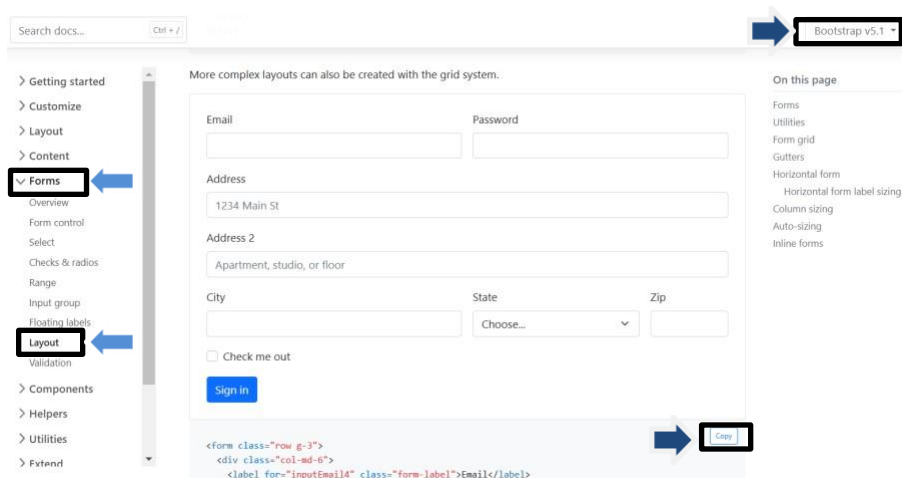 Search docs... Ctrl + /
Bootstrap v5.1
Getting started
Customize
Layout
Content
Forms
Overview
Form control
Select
Checks & radios
Range
Input group
Floating labels
Layout
Validation
Components
Helpers
Utilities
Extend
More complex layouts can also be created with the grid system.
Email Password
Address
1234 Main St
Address 2
Apartment, studio, or floor
City State Zip
Choose...
Check me out
Sign in
Copy
<form class="row g-3">
<div class="col-md-6">
<label for="inputEmail4" class="form-label">Email</label>
On this page
Forms
Utilities
Form grid
Gutters
Horizontal form
Horizontal form label sizing
Column sizing
Auto-sizing
Inline forms